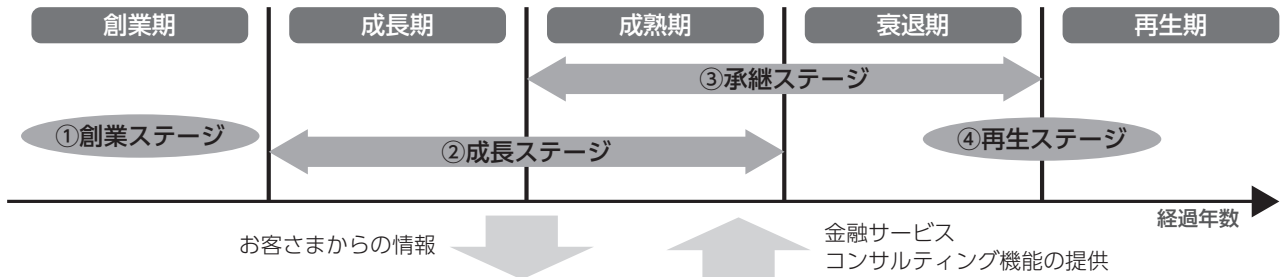 創業期
成長期
成熟期
衰退期
再生期
③承継ステージ
①創業ステージ
②成長ステージ
④再生ステージ
経過年数
お客さまからの情報
金融サービス
コンサルティング機能の提供